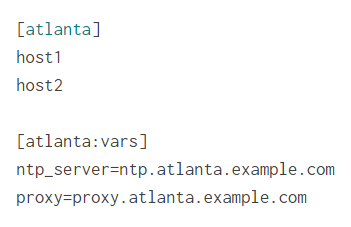 [atlanta]
host1
host2
[atlanta:vars]
ntp_server=ntp.atlanta.example.com
proxy=proxy.atlanta.example.com